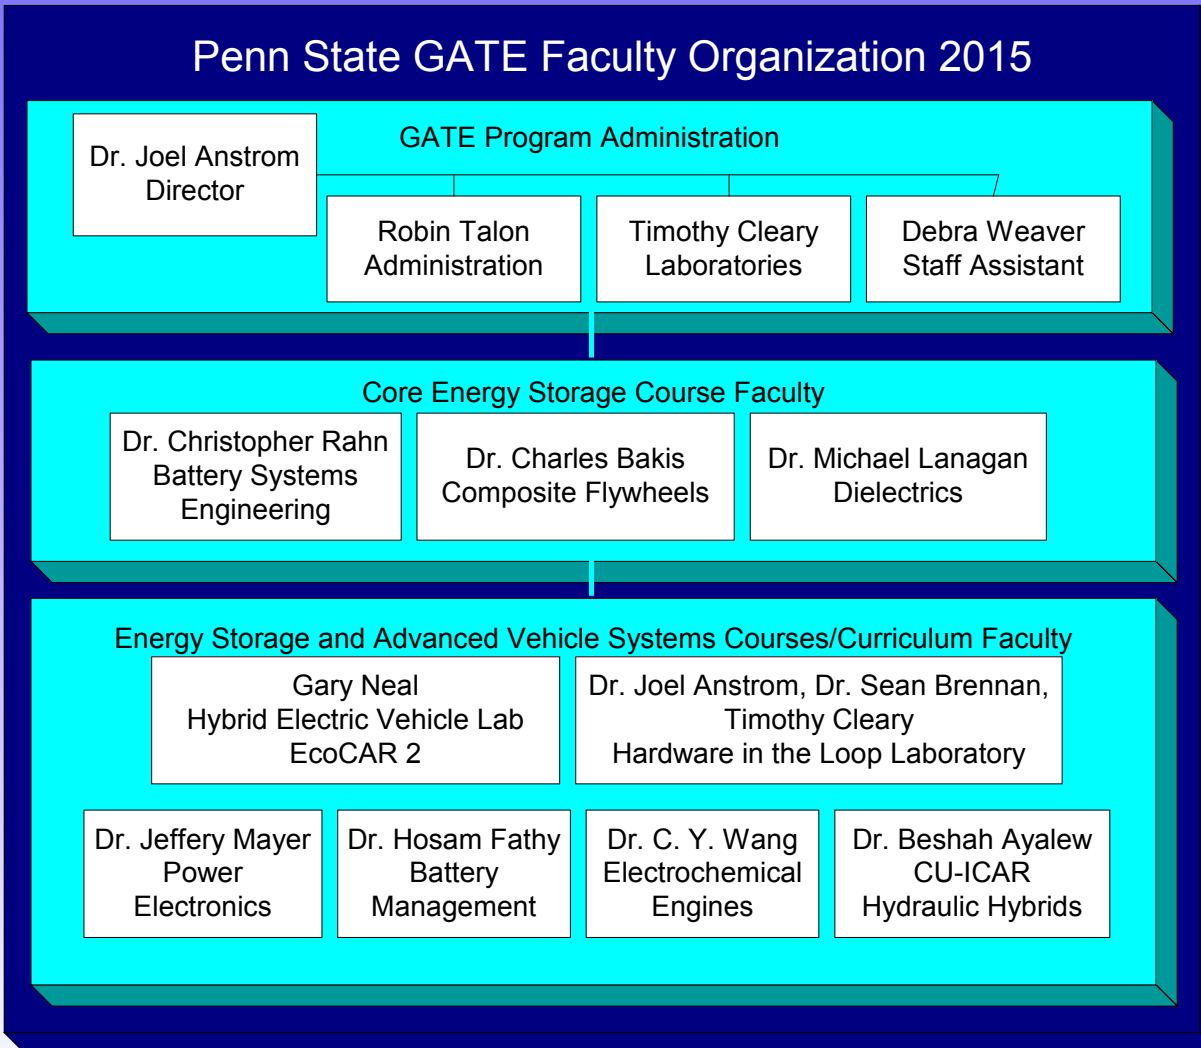 Penn State GATE Faculty Organization 2015
GATE Program Administration
Dr. Joel Anstrom
Director
Robin Talon
Administration
Timothy Cleary
Laboratories
Debra Weaver
Staff Assistant
Core Energy Storage Course Faculty
Dr. Christopher Rahn
Battery Systems
Engineering
Dr. Charles Bakis
Composite Flywheels
Dr. Michael Lanagan
Dielectrics
Energy Storage and Advanced Vehicle Systems Courses/Curriculum Faculty
Gary Neal
Hybrid Electric Vehicle Lab
EcoCAR 2
Dr. Joel Anstrom, Dr. Sean Brennan,
Timothy Cleary
Hardware in the Loop Laboratory
Dr. Jeffery Mayer
Power
Electronics
Dr. Hosam Fathy
Battery
Management
Dr. C. Y. Wang
Electrochemical
Engines
Dr. Beshah Ayalew
CU-ICAR
Hydraulic Hybrids